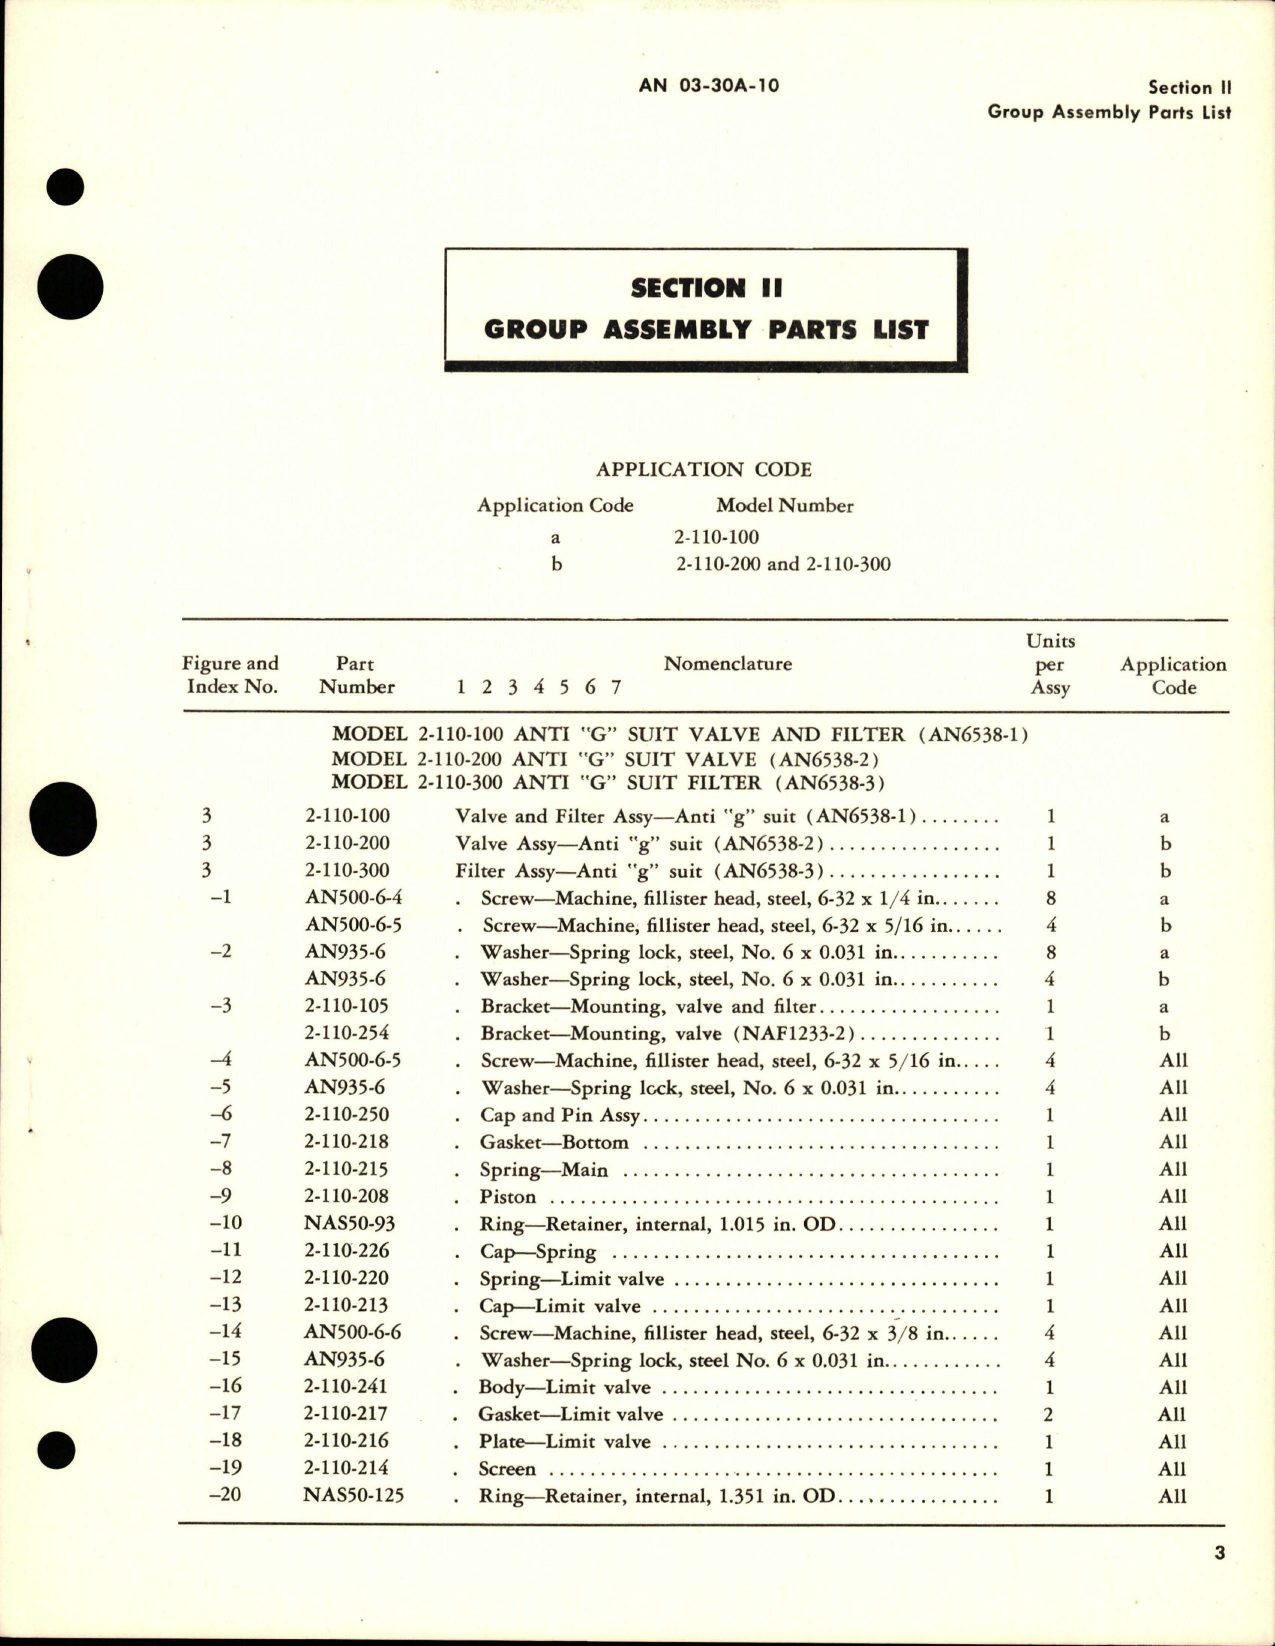 AN 03-30A-10
Section II
Group Assembly Parts List
SECTION II
GROUP ASSEMBLY PARTS LIST
APPLICATION CODE
Application Code Model Number
a 2-110-100
b 2-110-200 and 2-110-300
Figure and Index No. Part Number Nomenclature 1 2 3 4 5 6 7 Units per Assy Application Code
MODEL 2-110-100 ANTI "G" SUIT VALVE AND FILTER (AN6538-1)
MODEL 2-110-200 ANTI "G" SUIT VALVE (AN6538-2)
MODEL 2-110-300 ANTI "G" SUIT FILTER (AN6538-3)
3 2-110-100 Valve and Filter Assy—Anti "g" suit (AN6538-1)........ 1 a
3 2-110-200 Valve Assy—Anti "g" suit (AN6538-2)................. 1 b
3 2-110-300 Filter Assy—Anti "g" suit (AN6538-3)................. 1 b
-1 AN500-6-4 . Screw—Machine, fillister head, steel, 6-32 x 1/4 in....... 8 a
AN500-6-5 . Screw—Machine, fillister head, steel, 6-32 x 5/16 in...... 4 b
-2 AN935-6 . Washer—Spring lock, steel, No. 6 x 0.031 in........... 8 a
AN935-6 . Washer—Spring lock, steel, No. 6 x 0.031 in........... 4 b
-3 2-110-105 . Bracket—Mounting, valve and filter.................. 1 a
2-110-254 . Bracket—Mounting, valve (NAF1233-2).............. 1 b
-4 AN500-6-5 . Screw—Machine, fillister head, steel, 6-32 x 5/16 in..... 4 All
-5 AN935-6 . Washer—Spring lock, steel, No. 6 x 0.031 in........... 4 All
-6 2-110-250 . Cap and Pin Assy................................... 1 All
-7 2-110-218 . Gasket—Bottom ................................... 1 All
-8 2-110-215 . Spring—Main ..................................... 1 All
-9 2-110-208 . Piston ............................................ 1 All
-10 NAS50-93 . Ring—Retainer, internal, 1.015 in. OD................ 1 All
-11 2-110-226 . Cap—Spring ...................................... 1 All
-12 2-110-220 . Spring—Limit valve ................................ 1 All
-13 2-110-213 . Cap—Limit valve .................................. 1 All
-14 AN500-6-6 . Screw—Machine, fillister head, steel, 6-32 x 3/8 in...... 4 All
-15 AN935-6 . Washer—Spring lock, steel No. 6 x 0.031 in............ 4 All
-16 2-110-241 . Body—Limit valve ................................. 1 All
-17 2-110-217 . Gasket—Limit valve ................................ 2 All
-18 2-110-216 . Plate—Limit valve ................................. 1 All
-19 2-110-214 . Screen ............................................ 1 All
-20 NAS50-125 . Ring—Retainer, internal, 1.351 in. OD................ 1 All
3